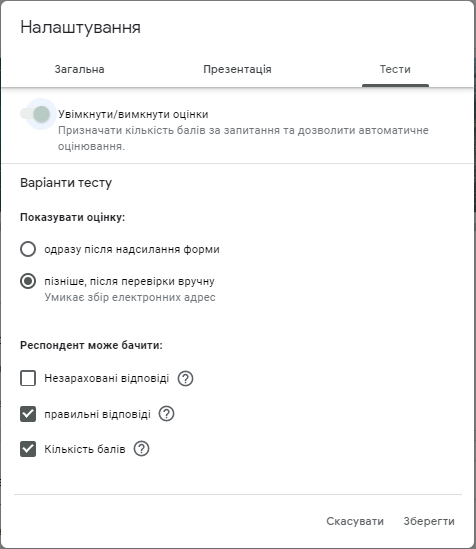 Налаштування
Загальна
Презентація
Тести
Увімкнути/вимкнути оцінки
Призначати кількість балів за запитання та дозволити автоматичне
оцінювання.
Варіанти тесту
Показувати оцінку:
одразу після надсилання форми
пізніше, після перевірки вручну
Умикає збір електронних адрес
Респондент може бачити:
Незараховані відповіді
правильні відповіді
Кількість балів
Скасувати
Зберегти